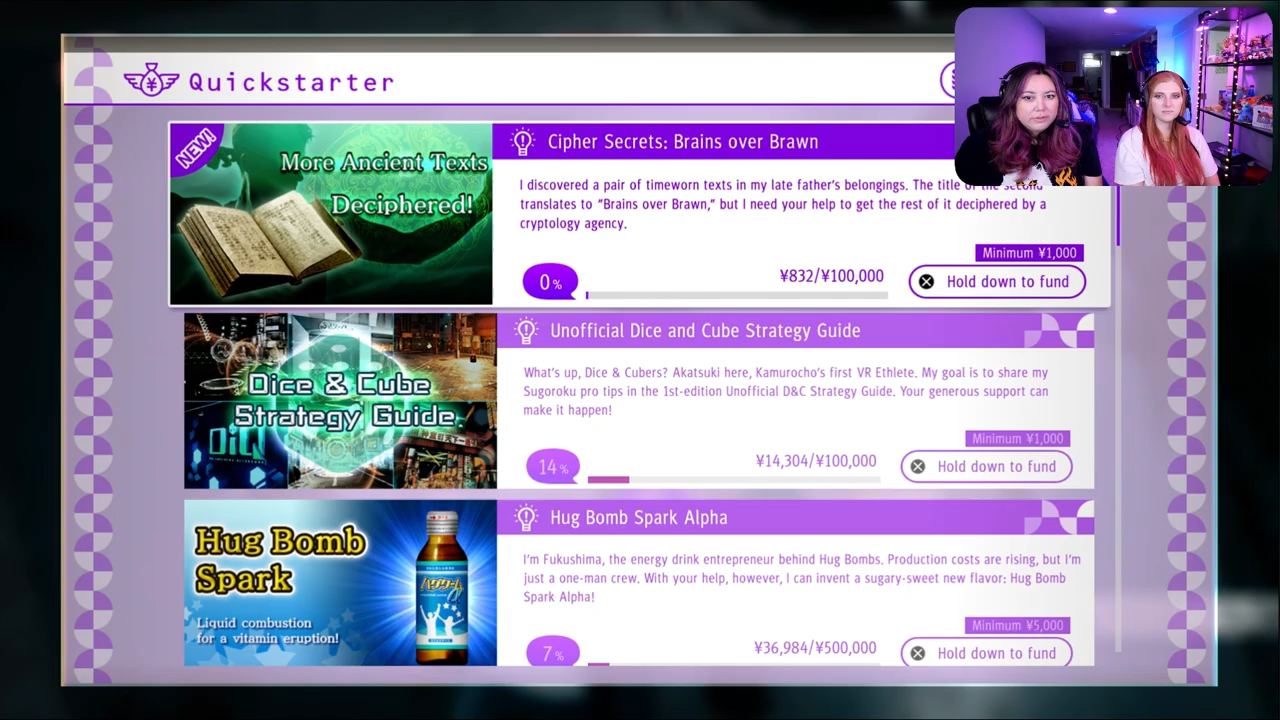 Quickstarter
NEW!
More Ancient Texts
Deciphered!
Cipher Secrets: Brains over Brawn
I discovered a pair of timeworn texts in my late father's belongings. The title of the second
translates to "Brains over Brawn," but I need your help to get the rest of it deciphered by a
cryptology agency.
Minimum ¥1,000
0%
¥832/¥100,000
Hold down to fund
Dice & Cube
Strategy Guide
Unofficial Dice and Cube Strategy Guide
What's up, Dice & Cubers? Akatsuki here, Kamurocho's first VR Ethlete. My goal is to share my
Sugoroku pro tips in the 1st-edition Unofficial D&C Strategy Guide. Your generous support can
make it happen!
Minimum ¥1,000
14%
¥14,304/¥100,000
Hold down to fund
Hug Bomb
Spark
Liquid combustion
for a vitamin eruption!
Hug Bomb Spark Alpha
I'm Fukushima, the energy drink entrepreneur behind Hug Bombs. Production costs are rising, but I'm
just a one-man crew. With your help, however, I can invent a sugary-sweet new flavor: Hug Bomb
Spark Alpha!
Minimum ¥5,000
7%
¥36,984/¥500,000
Hold down to fund